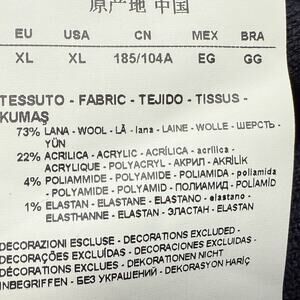 原产地 中国
EU USA CN MEX BRA
XL XL 185/104A EG GG
TESSUTO - FABRIC - TEJIDO - TISSUS -
KUMAŞ
73% LANA - WOOL - LÃ - lana - LAINE - WOLLE - ШЕРСТЬ -
YÜN
22% ACRILICA - ACRYLIC - ACRÍLICA - acrílica -
ACRYLIQUE - POLYACRYL - АКРИЛ - AKRİLİK
4% POLIAMMIDE - POLYAMIDE - POLIAMIDA - poliamida
- POLYAMIDE - POLYAMID - ПОЛИАМИД - POLİAMİD
1% ELASTAN - ELASTANE - ELASTANO - elastano -
ELASTHANNE - ELASTAN - ЭЛАСТАН - ELASTAN
DECORAZIONI ESCLUSE - DECORATIONS EXCLUDED -
DECORAÇÕES EXCLUÍDAS - DECORACIONES EXCLUIDAS -
DÉCORATIONS EXCLUES - DEKORATIONEN NICHT
INBEGRIFFEN - БЕЗ УКРАШЕНИЙ - DEKORASYON HARİÇ